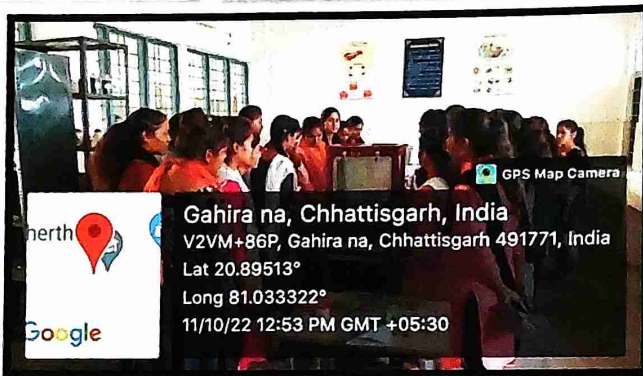 GPS Map Camera
Gahira na, Chhattisgarh, India
V2VM+86P, Gahira na, Chhattisgarh 491771, India
Lat 20.89513°
Long 81.033322°
11/10/22 12:53 PM GMT +05:30
herth
Google